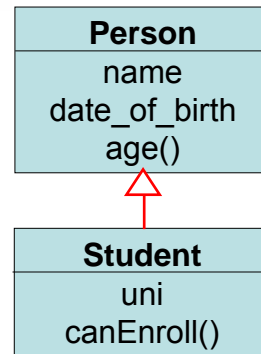 Person
name
date_of_birth
age()
Student
uni
canEnroll()